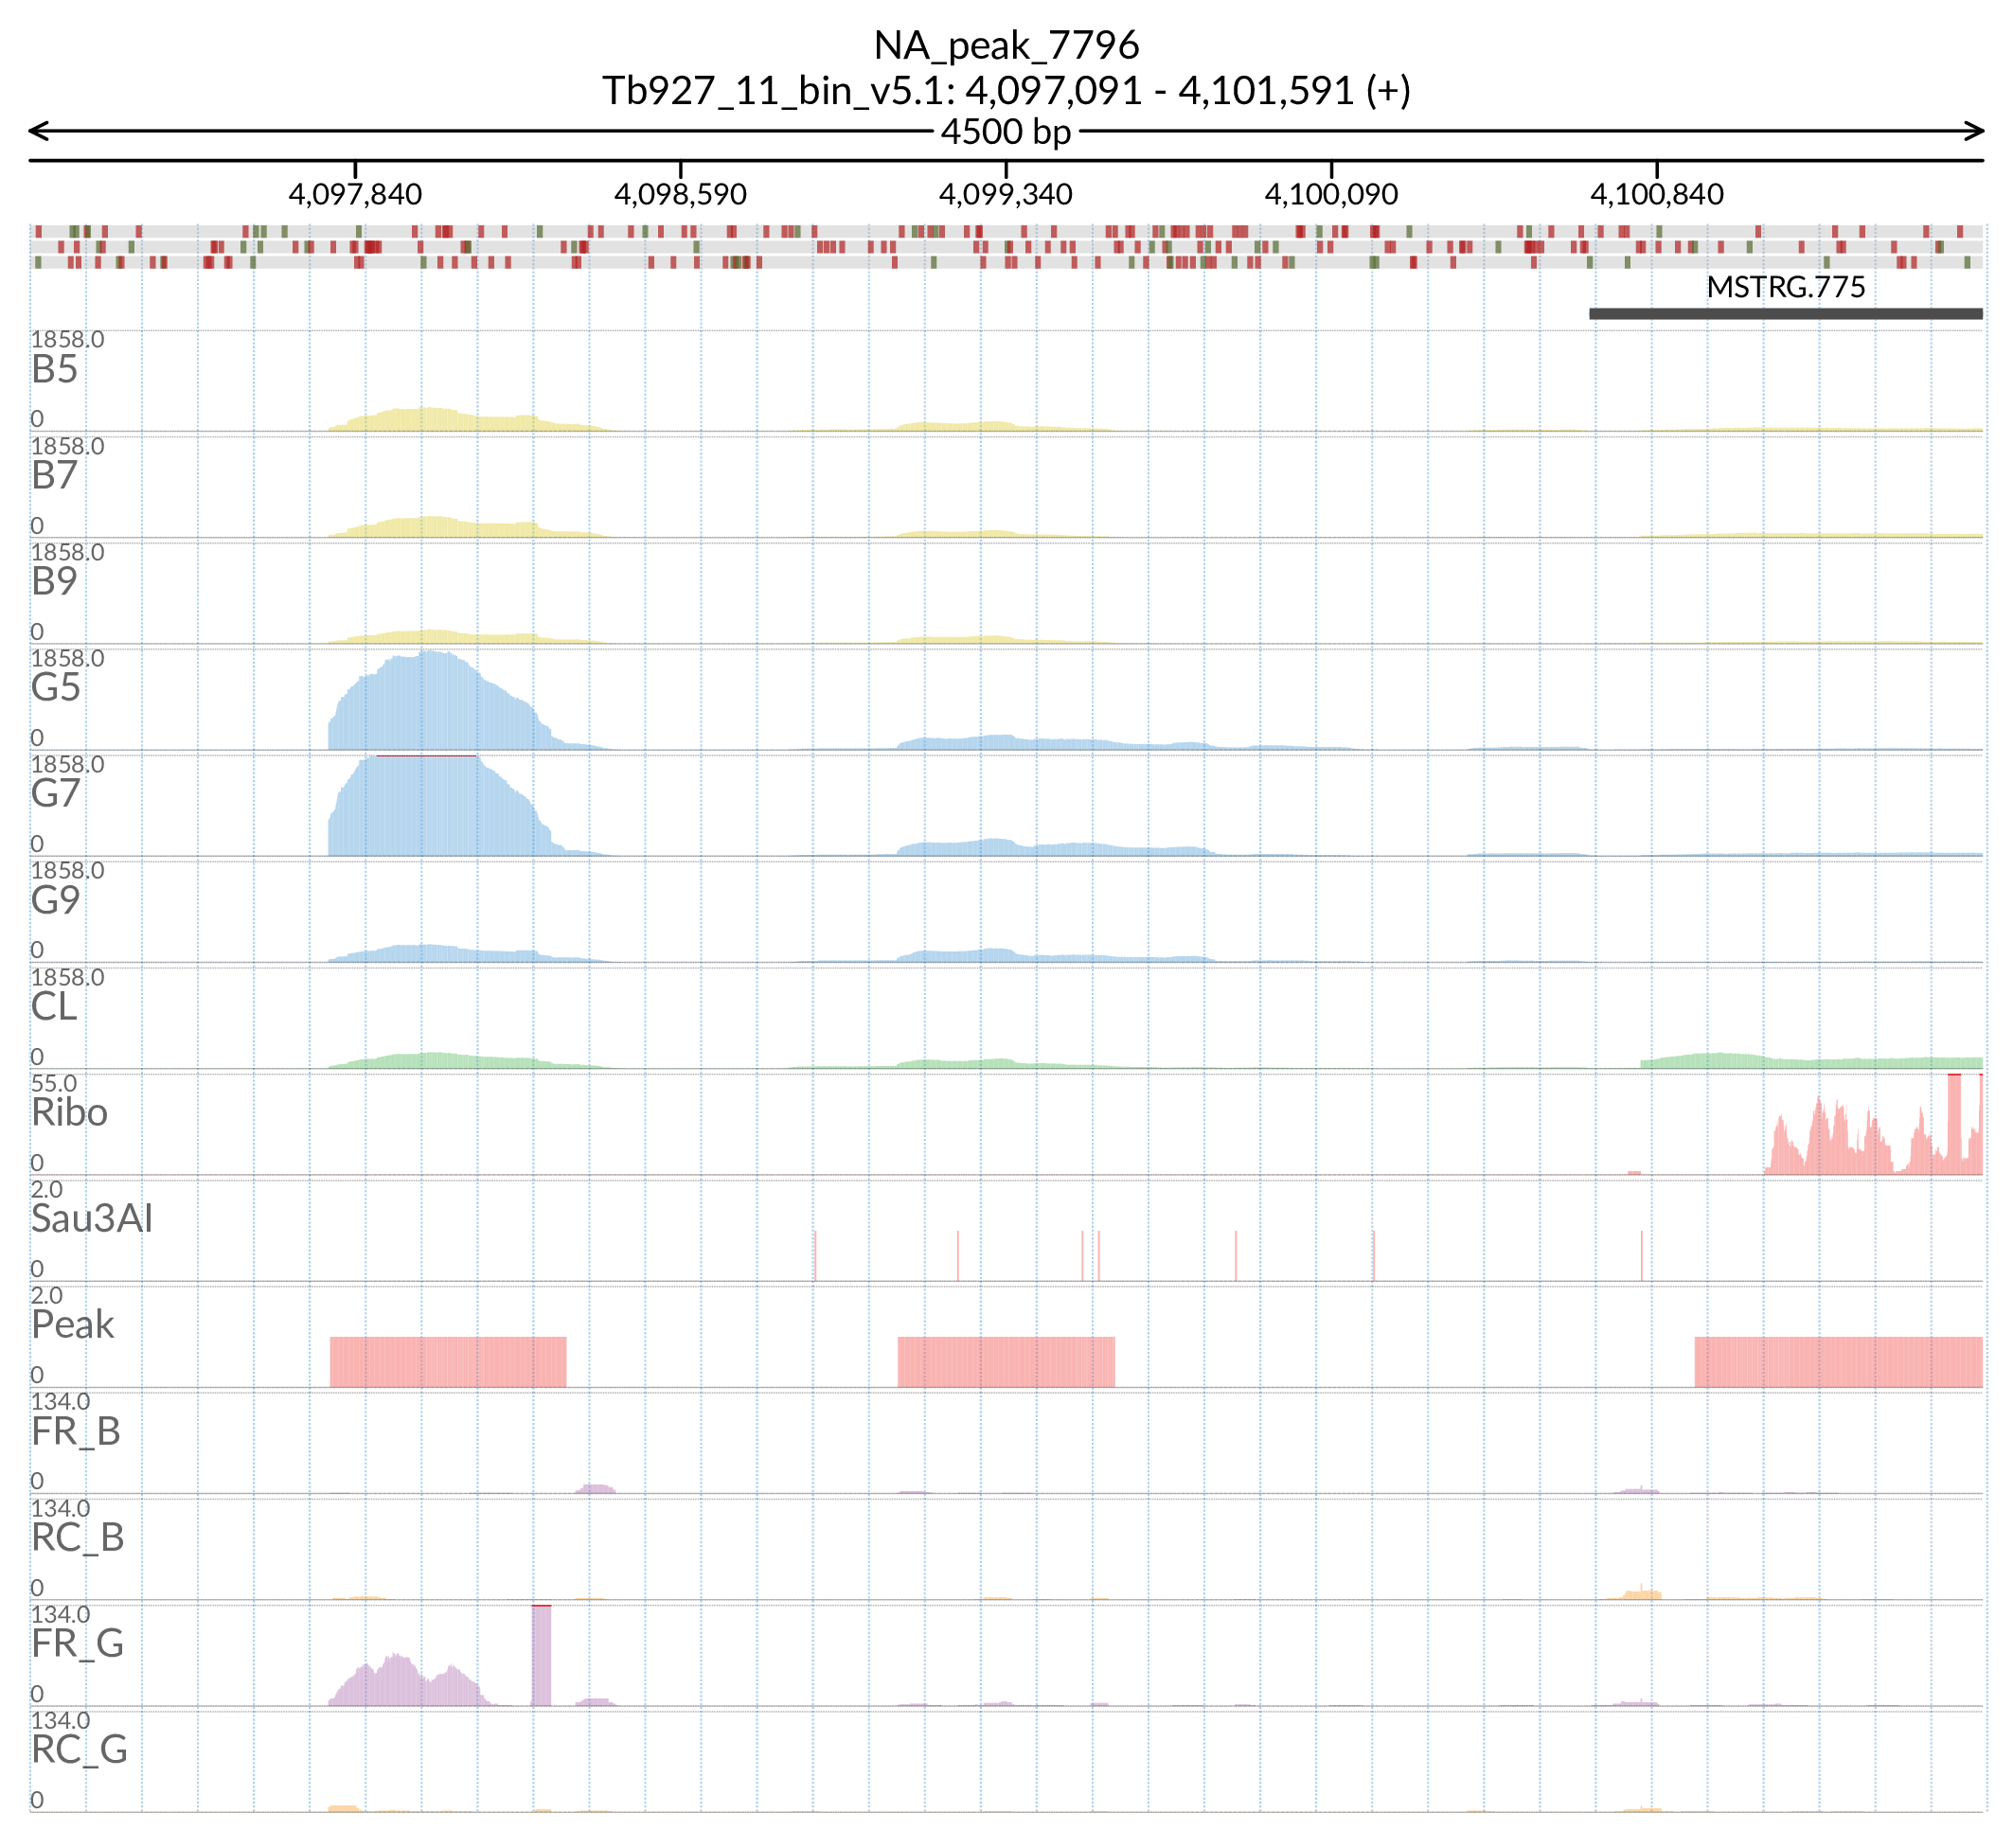 NA_peak_7796
Tb927_11_bin_v5.1: 4,097,091 - 4,101,591 (+)
4500 bp
4,097,840 4,098,590 4,099,340 4,100,090 4,100,840
MSTRG.775
1858.0
B5
0
1858.0
B7
0
1858.0
B9
0
1858.0
G5
0
1858.0
G7
0
1858.0
G9
0
1858.0
CL
0
55.0
Ribo
0
2.0
Sau3AI
0
2.0
Peak
0
134.0
FR_B
0
134.0
RC_B
0
134.0
FR_G
0
134.0
RC_G
0